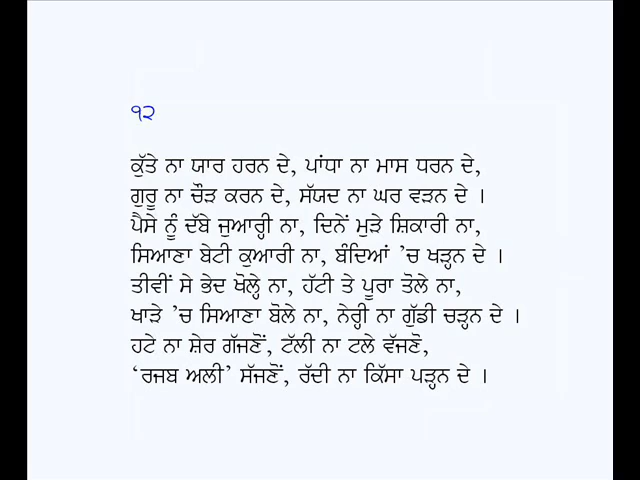 ੧੨
ਕੁੱਤੇ ਨਾ ਯਾਰ ਹਰਨ ਦੇ, ਪਾਂਧਾ ਨਾ ਮਾਸ ਧਰਨ ਦੇ,
ਗੁਰੂ ਨਾ ਚੌੜ ਕਰਨ ਦੇ, ਸੱਯਦ ਨਾ ਘਰ ਵੜਨ ਦੇ ।
ਪੈਸੇ ਨੂੰ ਦੱਬੇ ਜੁਆਰ੍ਹੀ ਨਾ, ਦਿਨੇਂ ਮੁੜੇ ਸ਼ਿਕਾਰੀ ਨਾ,
ਸਿਆਣਾ ਬੇਟੀ ਕੁਆਰੀ ਨਾ, ਬੰਦਿਆਂ ’ਚ ਖੜ੍ਹਨ ਦੇ ।
ਤੀਵੀਂ ਸੇ ਭੇਦ ਖੋਲ੍ਹੇ ਨਾ, ਹੱਟੀ ਤੇ ਪੂਰਾ ਤੋਲੇ ਨਾ,
ਖਾੜੇ ’ਚ ਸਿਆਣਾ ਬੋਲੇ ਨਾ, ਨੇਰ੍ਹੀ ਨਾ ਗੁੱਡੀ ਚੜ੍ਹਨ ਦੇ ।
ਹਟੇ ਨਾ ਸ਼ੇਰ ਗੱਜਣੋਂ, ਟੱਲੀ ਨਾ ਟਲੇ ਵੱਜਣੋ,
‘ਰਜਬ ਅਲੀ’ ਸੱਜਣੋਂ, ਰੱਦੀ ਨਾ ਕਿੱਸਾ ਪੜ੍ਹਨ ਦੇ ।